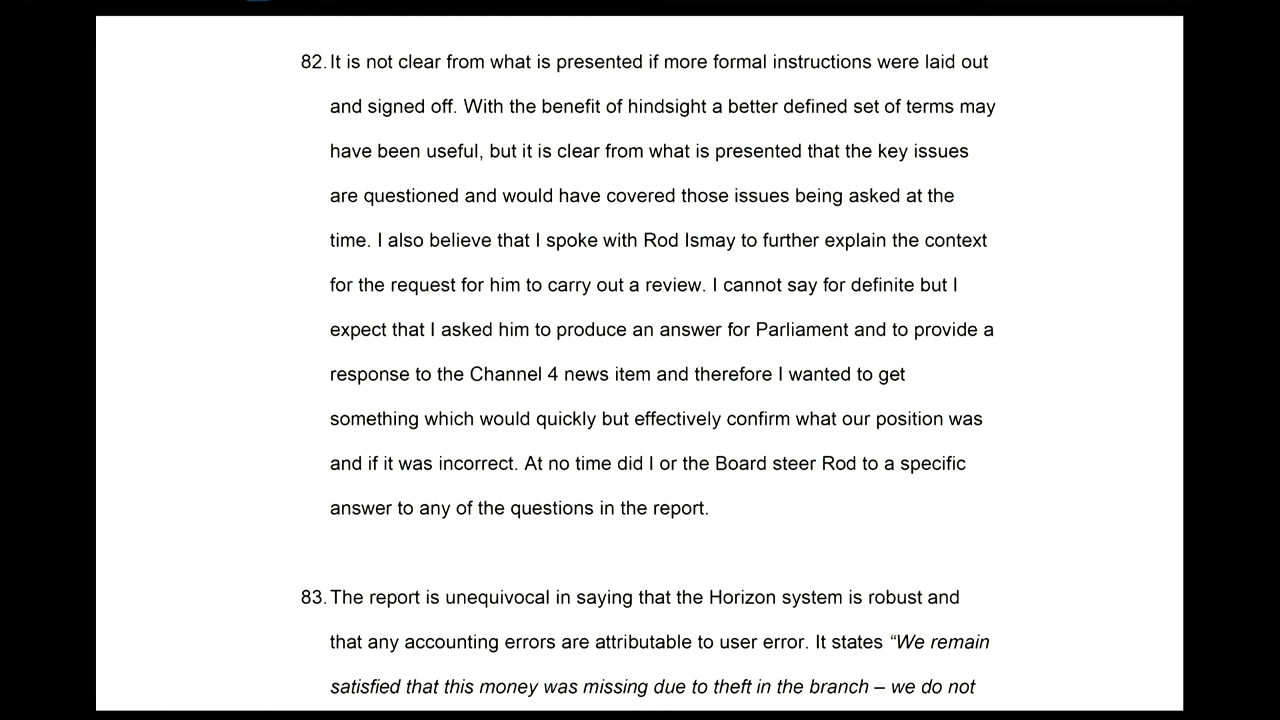 82. It is not clear from what is presented if more formal instructions were laid out
and signed off. With the benefit of hindsight a better defined set of terms may
have been useful, but it is clear from what is presented that the key issues
are questioned and would have covered those issues being asked at the
time. I also believe that I spoke with Rod Ismay to further explain the context
for the request for him to carry out a review. I cannot say for definite but I
expect that I asked him to produce an answer for Parliament and to provide a
response to the Channel 4 news item and therefore I wanted to get
something which would quickly but effectively confirm what our position was
and if it was incorrect. At no time did I or the Board steer Rod to a specific
answer to any of the questions in the report.
83. The report is unequivocal in saying that the Horizon system is robust and
that any accounting errors are attributable to user error. It states “We remain
satisfied that this money was missing due to theft in the branch – we do not